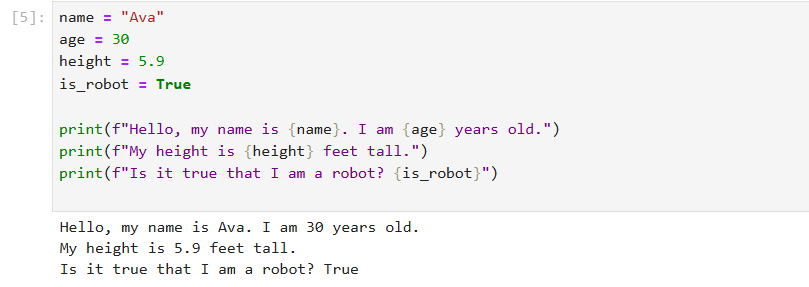 [5]: name = "Ava"
age = 30
height = 5.9
is_robot = True
print(f"Hello, my name is {name}. I am {age} years old.")
print(f"My height is {height} feet tall.")
print(f"Is it true that I am a robot? {is_robot}")
Hello, my name is Ava. I am 30 years old.
My height is 5.9 feet tall.
Is it true that I am a robot? True